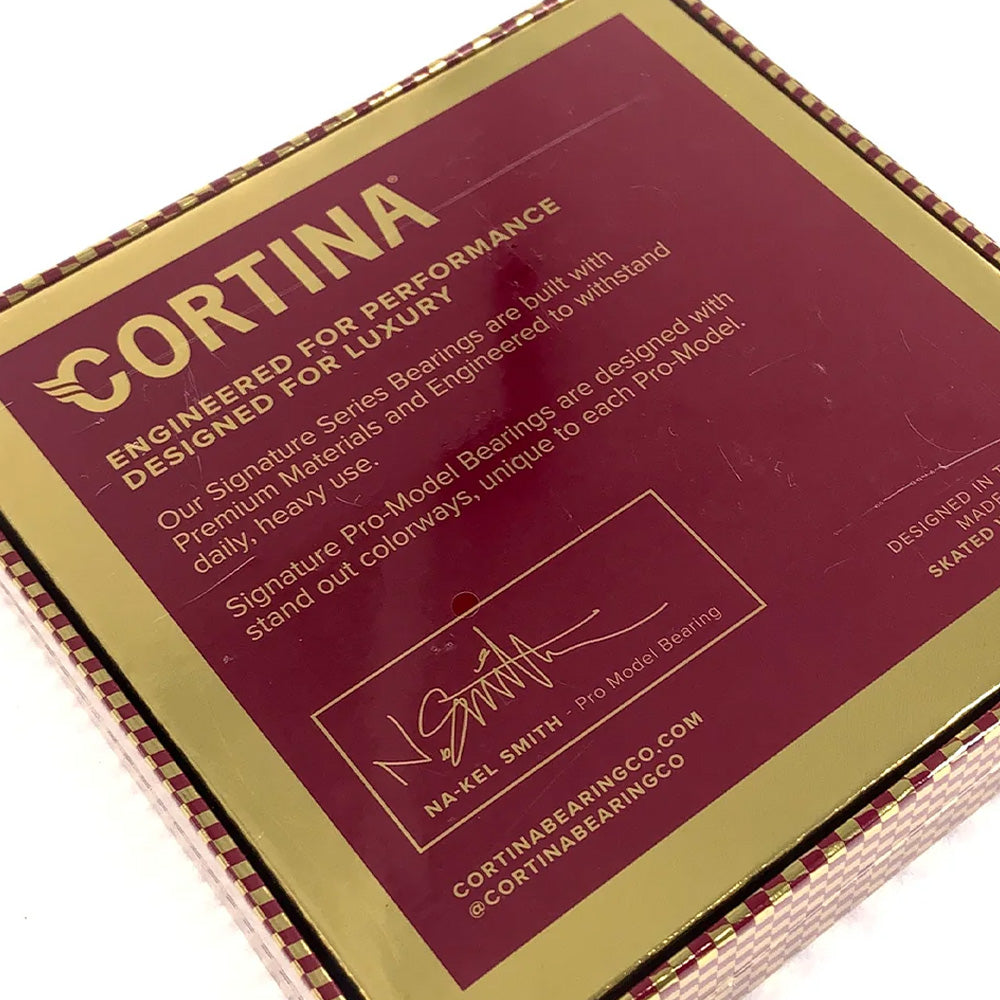 CORTINA®
ENGINEERED FOR PERFORMANCE
DESIGNED FOR LUXURY
Our Signature Series Bearings are built with
Premium Materials and Engineered to withstand
daily, heavy use.
Signature Pro-Model Bearings are designed with
stand out colorways, unique to each Pro-Model.
N. Smith
NA-KEL SMITH - Pro Model Bearing
CORTINABEARINGCO.COM
@CORTINABEARINGCO
DESIGNED IN
MADE
SKATED